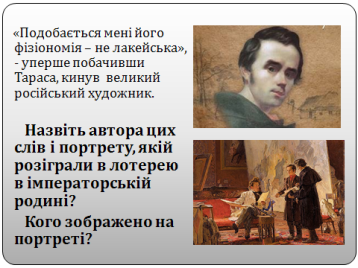 «Подобається мені його
фізіономія – не лакейська»,
- уперше побачивши
Тараса, кинув великий
російський художник.
Назвіть автора цих
слів і портрету, якій
розіграли в лотерею
в імператорській
родині?
Кого зображено на
портреті?